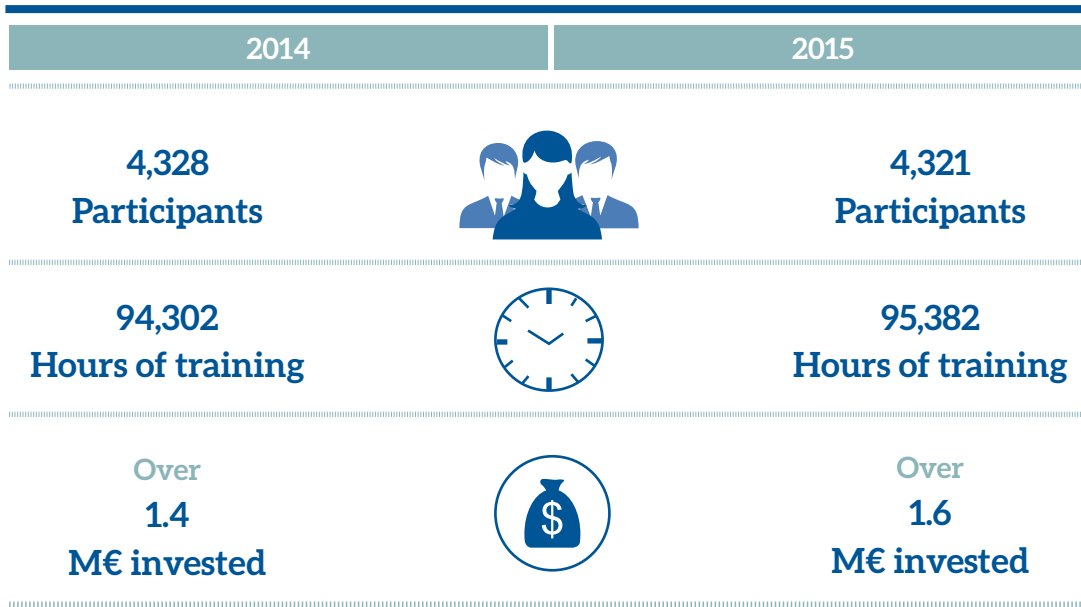 2014
2015
4,328
Participants
4,321
Participants
94,302
Hours of training
95,382
Hours of training
Over
1.4
M€ invested
$
Over
1.6
M€ invested